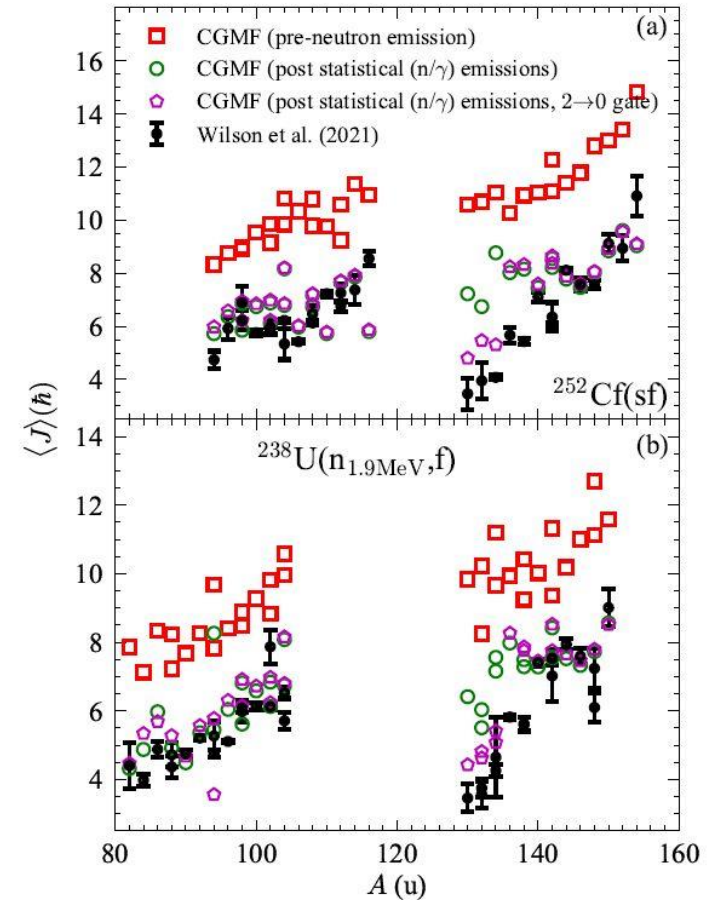 (a)
CGMF (pre-neutron emission)
CGMF (post statistical (n/γ) emissions)
CGMF (post statistical (n/γ) emissions, 2→0 gate)
Wilson et al. (2021)
16
14
12
10
8
6
4
²⁵²Cf(sf)
⟨J⟩(ℏ)
(b)
²³⁸U(n₁.₉MeV,f)
14
12
10
8
6
4
80 100 120 140 160
A (u)